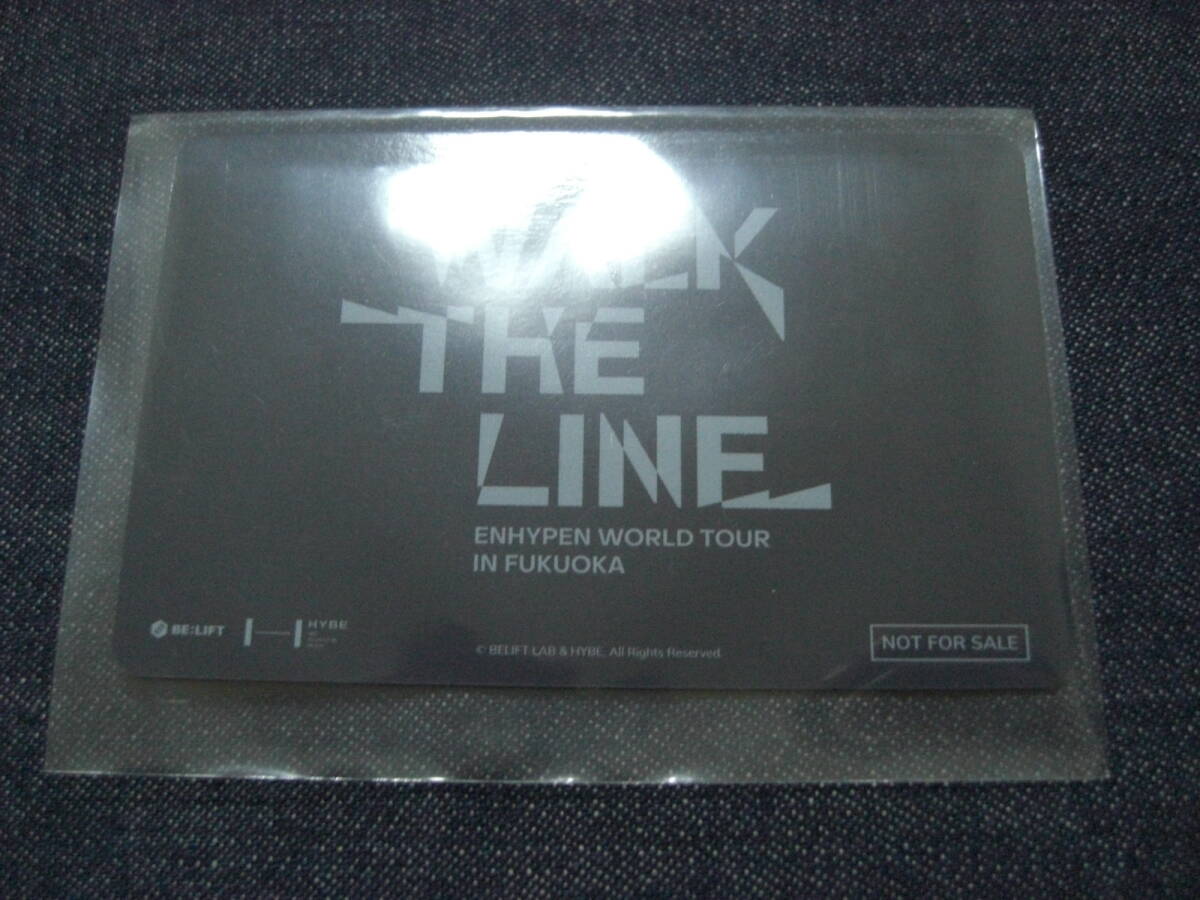 WALK
THE
LINE
ENHYPEN WORLD TOUR
IN FUKUOKA
BE:LIFT
HYBE
© BELIFT LAB & HYBE. All Rights Reserved.
NOT FOR SALE